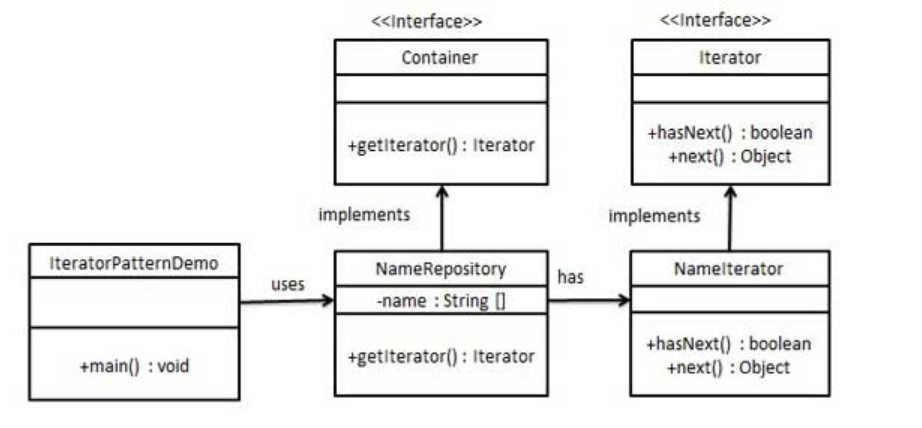 <<Interface>>
Container
+getIterator() : Iterator
<<Interface>>
Iterator
+hasNext() : boolean
+next() : Object
implements
implements
IteratorPatternDemo
+main() : void
uses
NameRepository
-name : String []
+getIterator() : Iterator
has
NameIterator
+hasNext() : boolean
+next() : Object